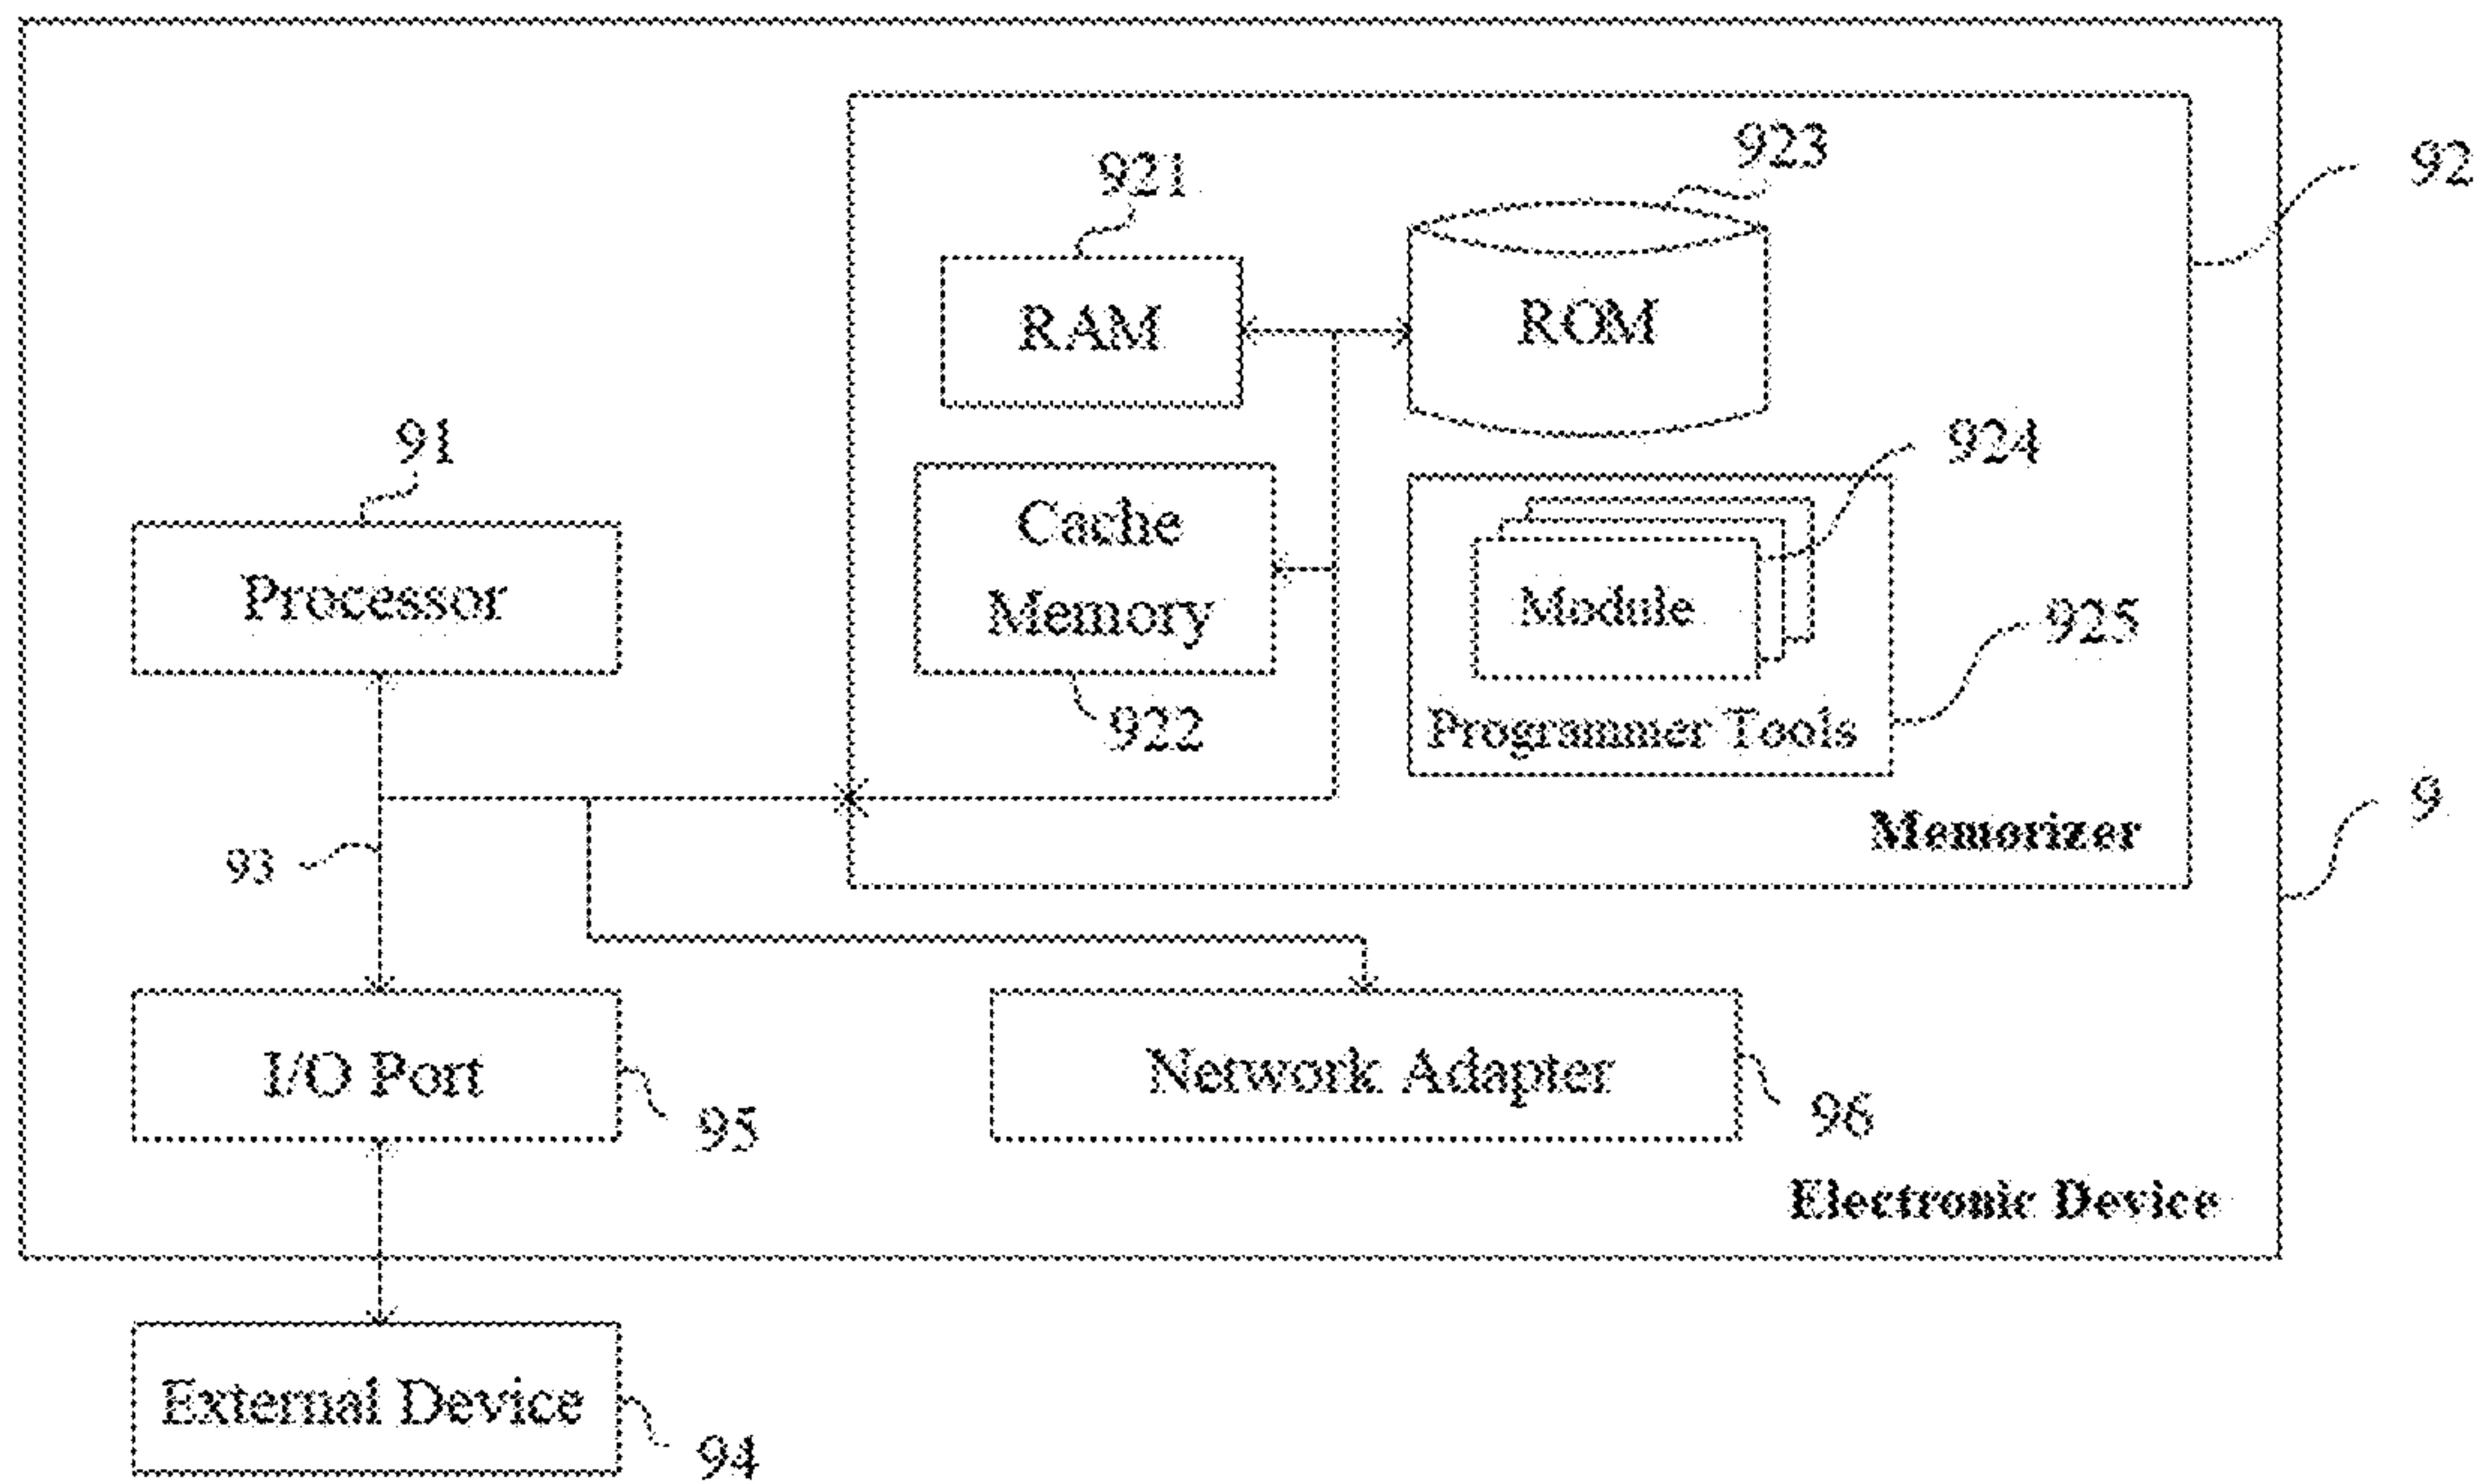 923
92
921
RAM
ROM
91
924
Cache
Memory
Processor
Module
925
922
Programmer Tools
9
Memorizer
93
I/O Port
Network Adapter
95
96
Electronic Device
External Device
94